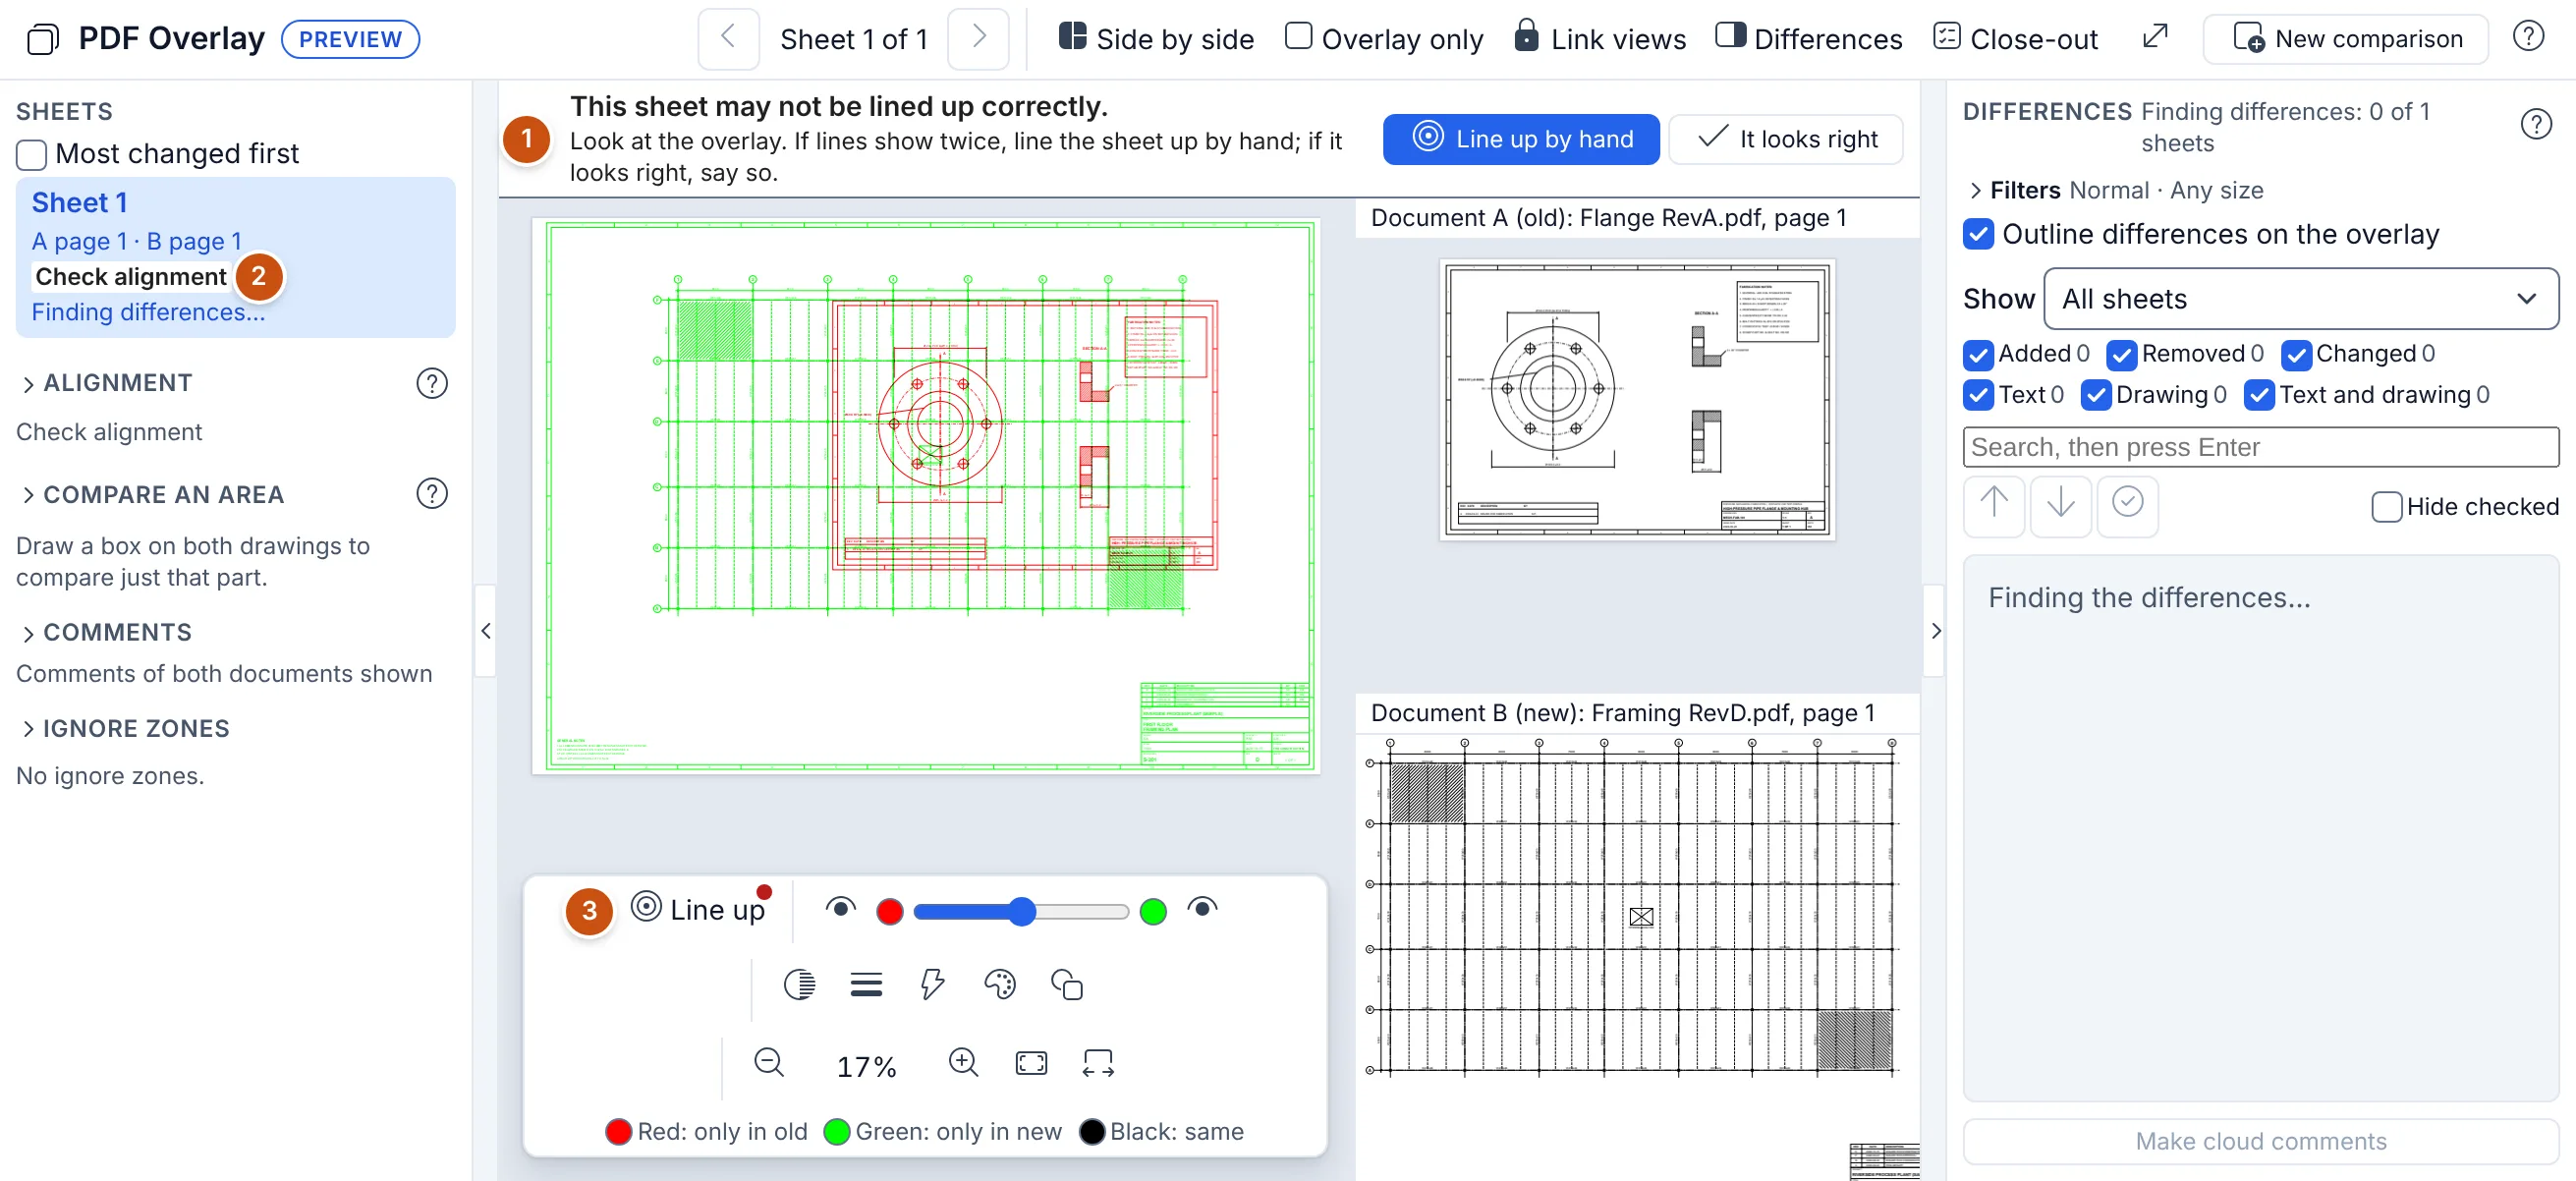 PDF Overlay PREVIEW
Sheet 1 of 1
Side by side
Overlay only
Link views
Differences
Close-out
New comparison
SHEETS
Most changed first
Sheet 1
A page 1 · B page 1
Check alignment 2
Finding differences...
ALIGNMENT
Check alignment
COMPARE AN AREA
Draw a box on both drawings to
compare just that part.
COMMENTS
Comments of both documents shown
IGNORE ZONES
No ignore zones.
1
This sheet may not be lined up correctly.
Look at the overlay. If lines show twice, line the sheet up by hand; if it
looks right, say so.
Line up by hand
It looks right
Document A (old): Flange RevA.pdf, page 1
SECTION A-A
Document B (new): Framing RevD.pdf, page 1
3 Line up
17%
Red: only in old Green: only in new Black: same
DIFFERENCES Finding differences: 0 of 1
sheets
Filters Normal · Any size
Outline differences on the overlay
Show All sheets
Added 0 Removed 0 Changed 0
Text 0 Drawing 0 Text and drawing 0
Search, then press Enter
Hide checked
Finding the differences...
Make cloud comments